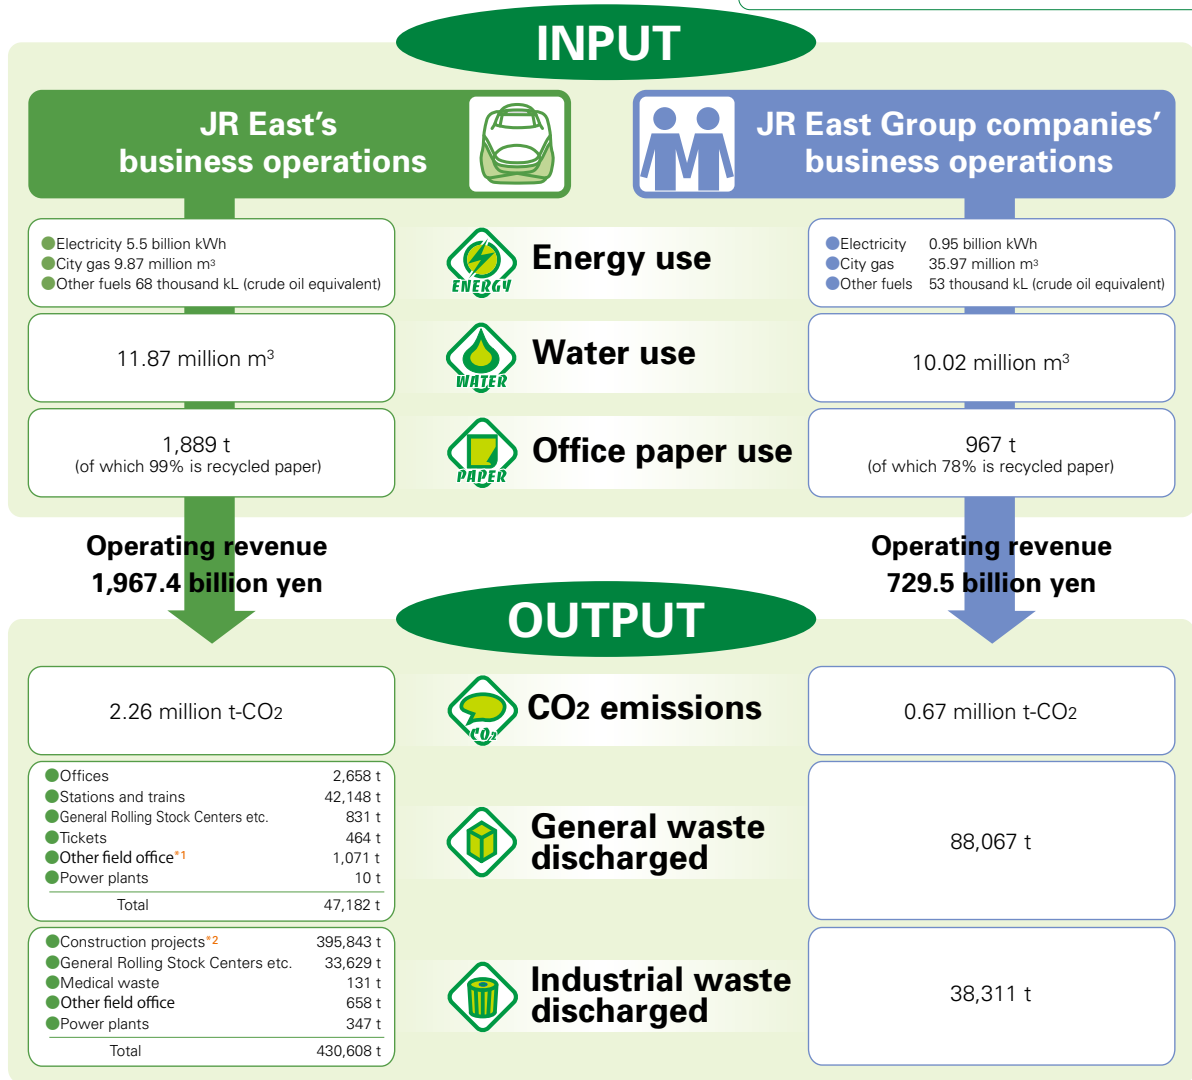 INPUT
JR East's
business operations
JR East Group companies'
business operations
●Electricity 5.5 billion kWh
●City gas 9.87 million m³
●Other fuels 68 thousand kL (crude oil equivalent)
ENERGY
Energy use
●Electricity 0.95 billion kWh
●City gas 35.97 million m³
●Other fuels 53 thousand kL (crude oil equivalent)
11.87 million m³
WATER
Water use
10.02 million m³
1,889 t
(of which 99% is recycled paper)
PAPER
Office paper use
967 t
(of which 78% is recycled paper)
Operating revenue
1,967.4 billion yen
Operating revenue
729.5 billion yen
OUTPUT
2.26 million t-CO2
CO2
CO2 emissions
0.67 million t-CO2
●Offices 2,658 t
●Stations and trains 42,148 t
●General Rolling Stock Centers etc. 831 t
●Tickets 464 t
●Other field office*1 1,071 t
●Power plants 10 t
Total 47,182 t
General waste
discharged
88,067 t
●Construction projects*2 395,843 t
●General Rolling Stock Centers etc. 33,629 t
●Medical waste 131 t
●Other field office 658 t
●Power plants 347 t
Total 430,608 t
Industrial waste
discharged
38,311 t